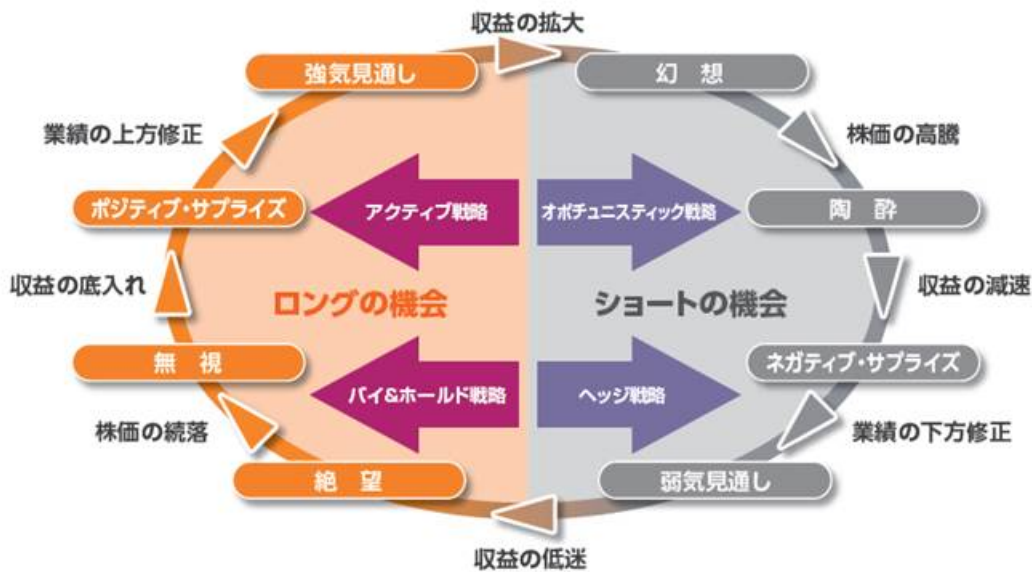 収益の拡大
強気見通し
幻 想
業績の上方修正
株価の高騰
ポジティブ・サプライズ
アクティブ戦略
オポチュニスティック戦略
陶 酔
収益の底入れ
ロングの機会
ショートの機会
収益の減速
無 視
バイ&ホールド戦略
ヘッジ戦略
ネガティブ・サプライズ
株価の続落
業績の下方修正
絶 望
弱気見通し
収益の低迷